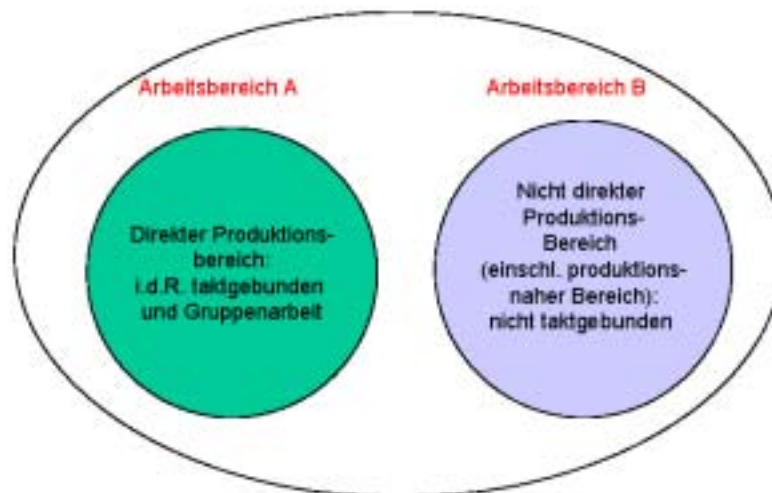 Arbeitsbereich A
Direkter Produktions-
bereich:
i.d.R. taktgebunden
und Gruppenarbeit
Arbeitsbereich B
Nicht direkter
Produktions-
Bereich
(einschl. produktions-
naher Bereich):
nicht taktgebunden